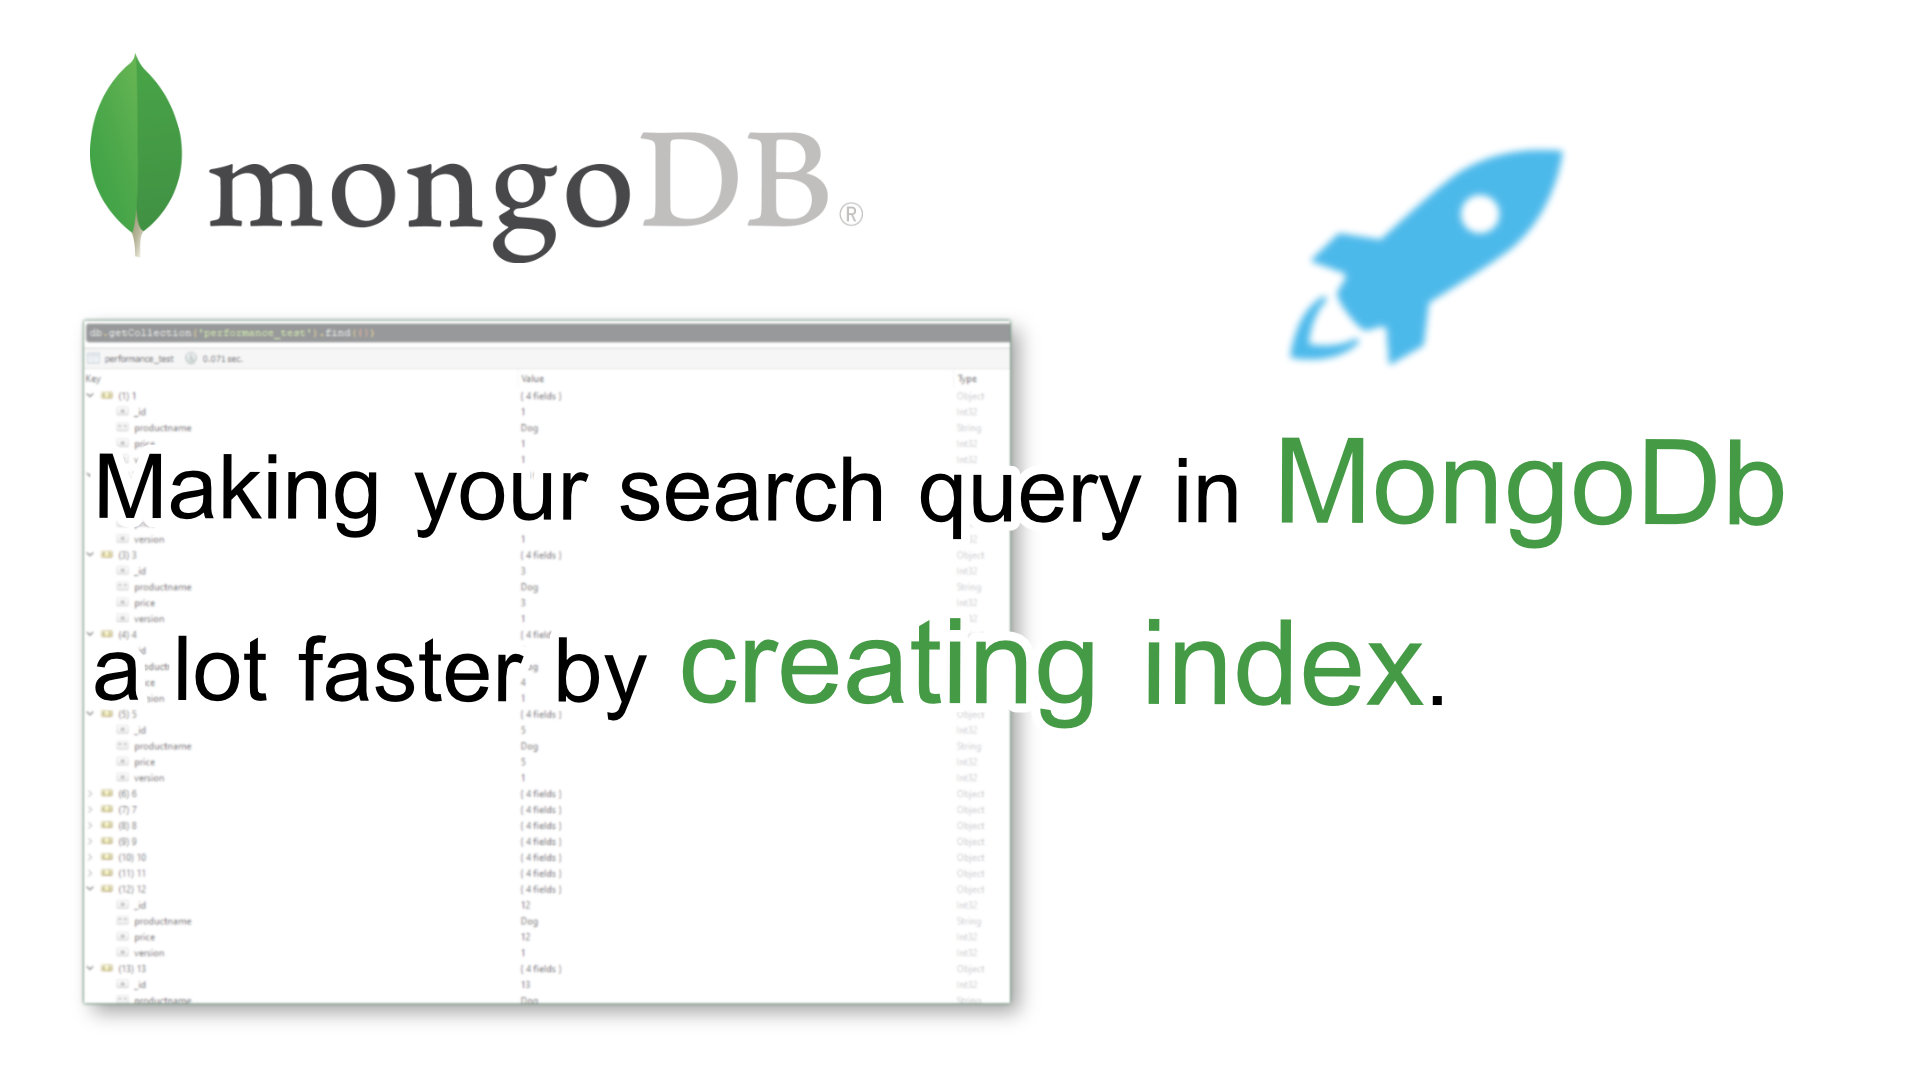 mongoDB®
db.getCollection('performance_test').find({})
performance_test 0.071 sec.
Key Value Type
(1) 1 { 4 fields } Object
_id 1 Int32
productname Dog String
price 1 Int32
1 Int32
Making your search query in MongoDb
version 1
(3) 3 { 4 fields } Object
_id 3 Int32
productname Dog String
price 3 Int32
version 1
(4) 4
a lot faster by creating index.
(5) 5 { 4 fields } Object
_id 5 Int32
productname Dog String
price 5 Int32
version 1 Int32
(6) 6 { 4 fields } Object
(7) 7 { 4 fields } Object
(8) 8 { 4 fields } Object
(9) 9 { 4 fields } Object
(10) 10 { 4 fields } Object
(11) 11 { 4 fields } Object
(12) 12 { 4 fields } Object
_id 12 Int32
productname Dog String
price 12 Int32
version 1 Int32
(13) 13 { 4 fields } Object
_id 13 Int32
productname Dog String